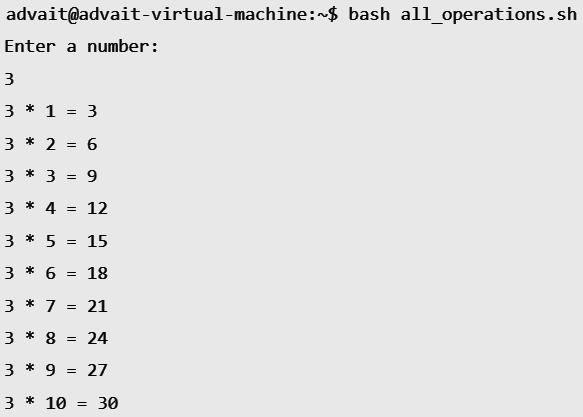 advait@advait-virtual-machine:~$ bash all_operations.sh
Enter a number:
3
3 * 1 = 3
3 * 2 = 6
3 * 3 = 9
3 * 4 = 12
3 * 5 = 15
3 * 6 = 18
3 * 7 = 21
3 * 8 = 24
3 * 9 = 27
3 * 10 = 30